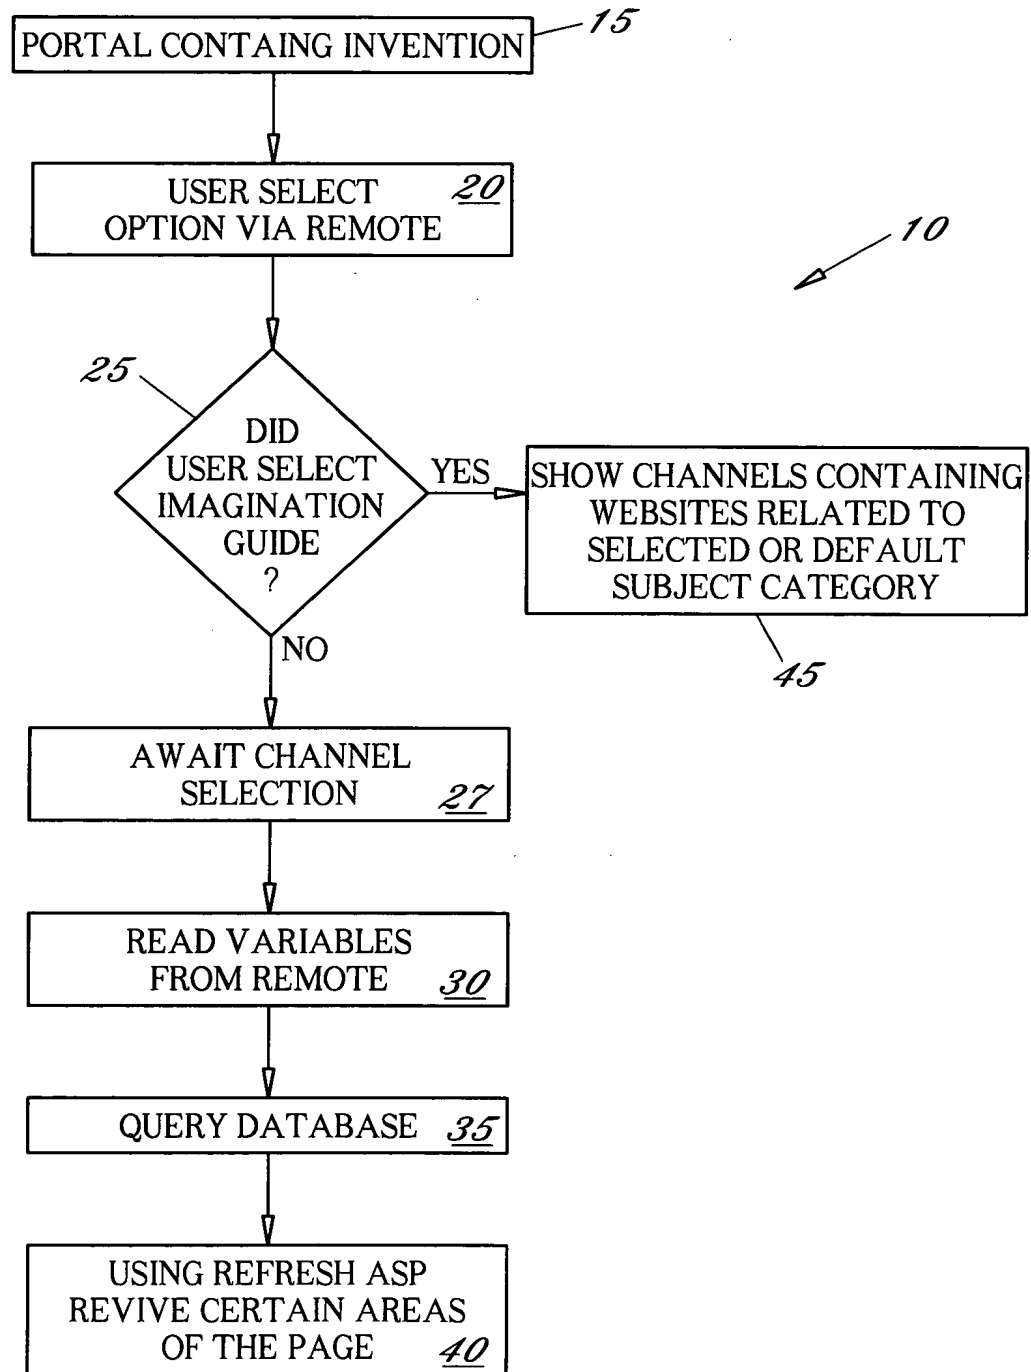 PORTAL CONTAING INVENTION
15
USER SELECT
OPTION VIA REMOTE
20
10
25
DID
USER SELECT
IMAGINATION
GUIDE
?
YES
SHOW CHANNELS CONTAINING
WEBSITES RELATED TO
SELECTED OR DEFAULT
SUBJECT CATEGORY
45
NO
AWAIT CHANNEL
SELECTION
27
READ VARIABLES
FROM REMOTE
30
QUERY DATABASE
35
USING REFRESH ASP
REVIVE CERTAIN AREAS
OF THE PAGE
40